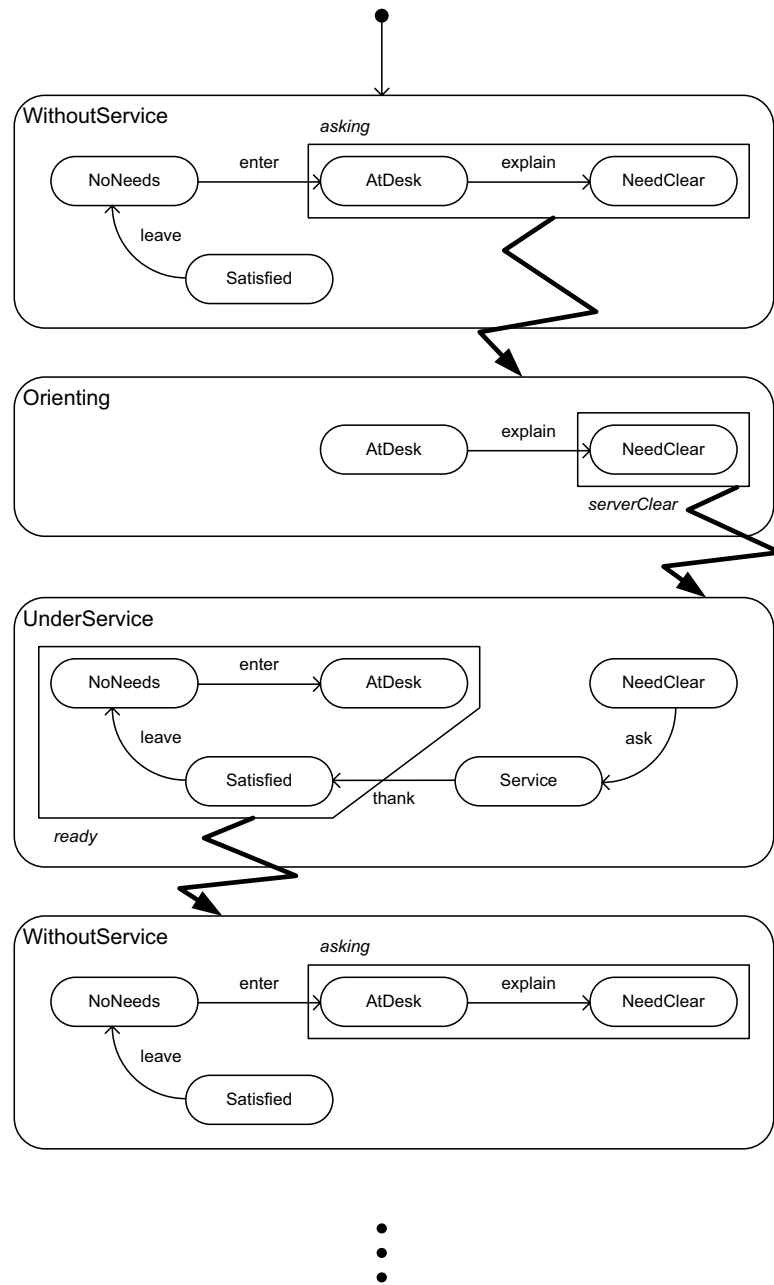 WithoutService
asking
NoNeeds
enter
AtDesk
explain
NeedClear
leave
Satisfied
Orienting
AtDesk
explain
NeedClear
serverClear
UnderService
NoNeeds
enter
AtDesk
NeedClear
leave
ask
Satisfied
Service
thank
ready
WithoutService
asking
NoNeeds
enter
AtDesk
explain
NeedClear
leave
Satisfied